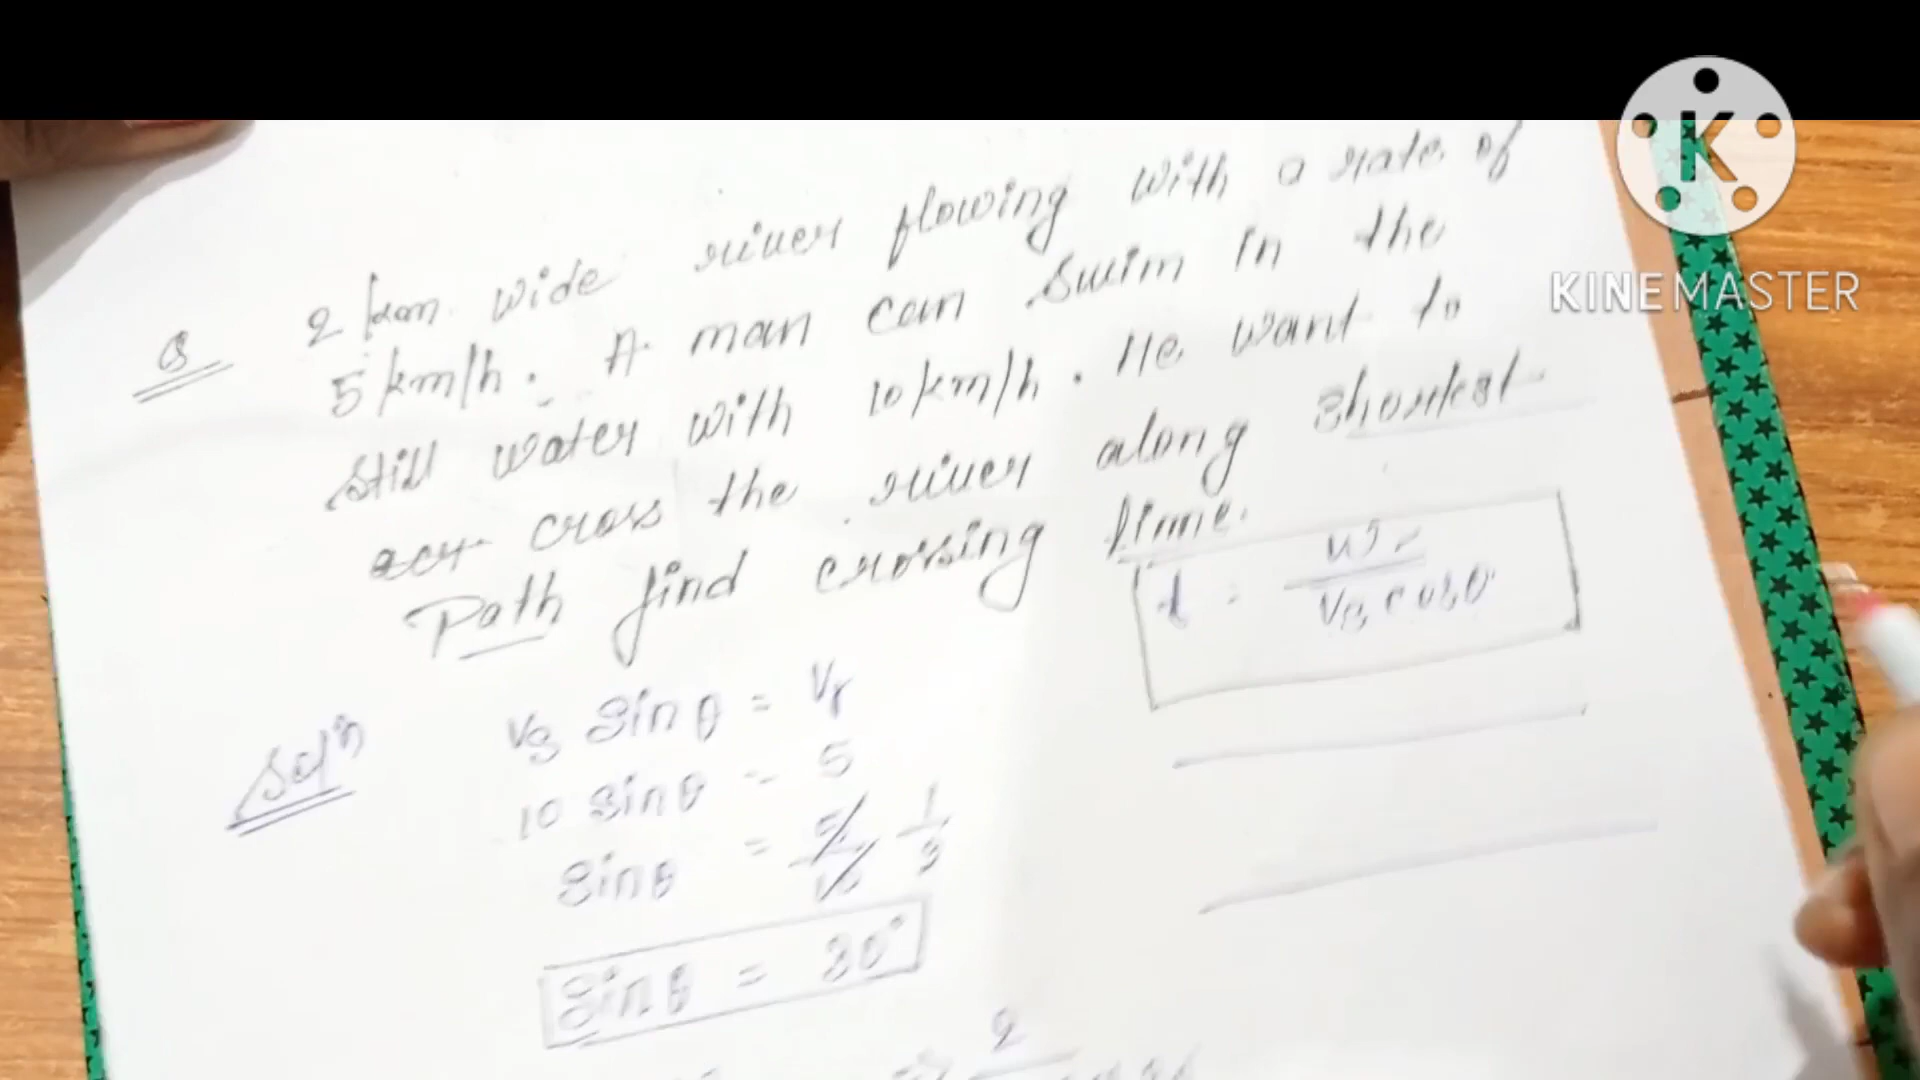 K
KINEMASTER
Q 2 km. wide river flowing with a rate of
5 km/h. A man can swim in the
still water with 10 km/h. He want to
cross the river along shortest
Path find crossing time.
t = / Vs cosθ
Solⁿ Vs Sin θ = Vr
10 Sin θ = 5
Sin θ = 5/10 1/2
Sin θ = 30°
2